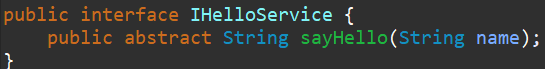 public interface IHelloService {
    public abstract String sayHello(String name);
}